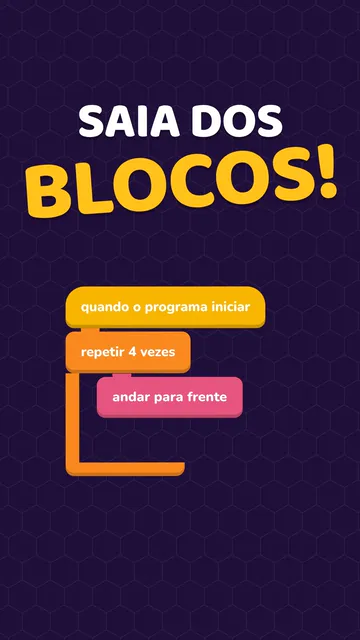 SAIA DOS
BLOCOS!
quando o programa iniciar
repetir 4 vezes
andar para frente